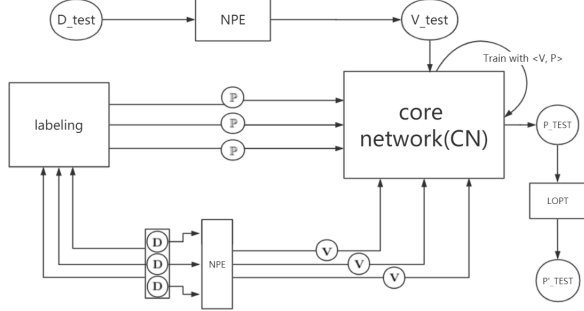 D_test
NPE
V_test
Train with <V, P>
labeling
P
P
P
core
network(CN)
P_TEST
LOPT
P'_TEST
D
D
D
NPE
V
V
V